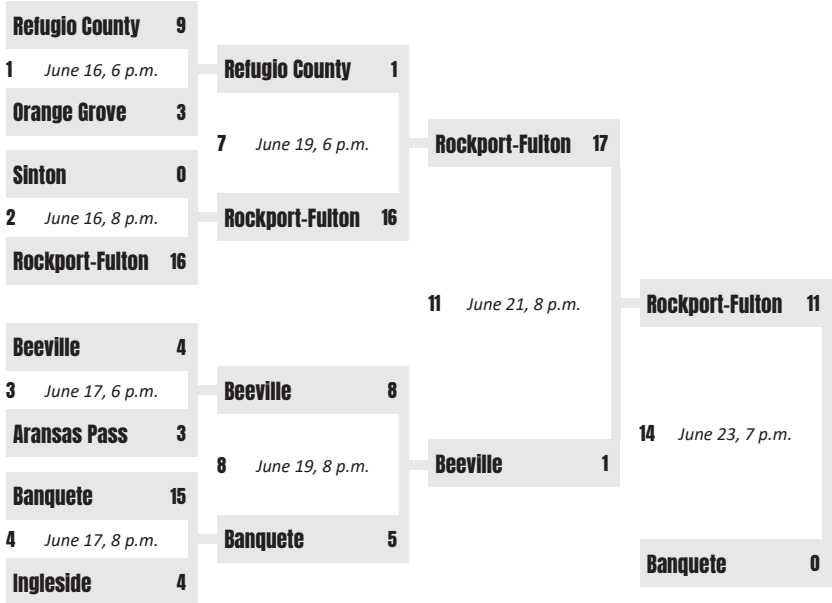 Refugio County 9
1 June 16, 6 p.m.
Orange Grove 3
Sinton 0
2 June 16, 8 p.m.
Rockport-Fulton 16
Beeville 4
3 June 17, 6 p.m.
Aransas Pass 3
Banquete 15
4 June 17, 8 p.m.
Ingleside 4
Refugio County 1
7 June 19, 6 p.m.
Rockport-Fulton 16
Beeville 8
8 June 19, 8 p.m.
Banquete 5
Rockport-Fulton 17
11 June 21, 8 p.m.
Beeville 1
Rockport-Fulton 11
14 June 23, 7 p.m.
Banquete 0